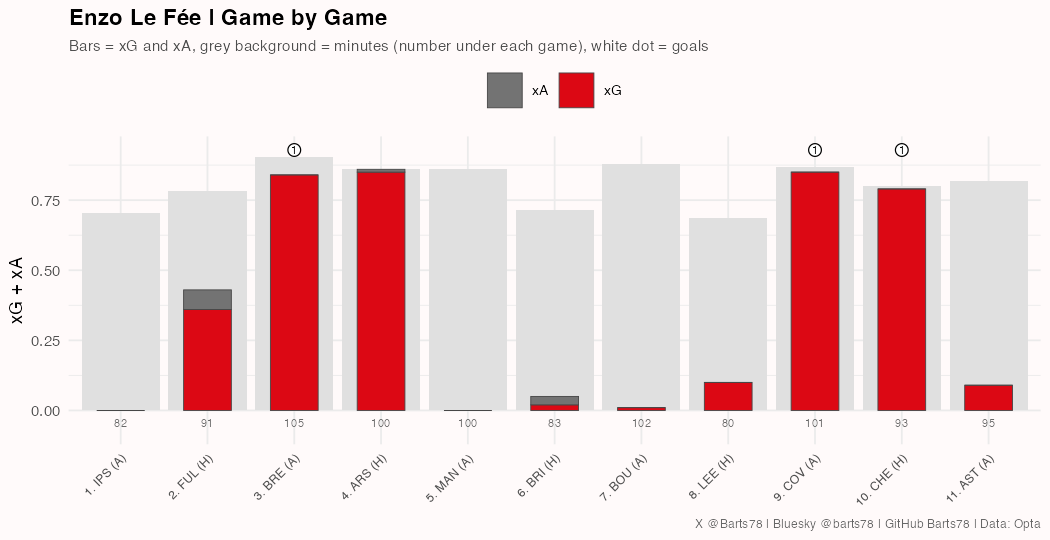 Enzo Le Fée | Game by Game
Bars = xG and xA, grey background = minutes (number under each game), white dot = goals
xA xG
xG + xA
0.75
0.50
0.25
0.00
1 1 1
82 91 105 100 100 83 102 80 101 93 95
1. IPS (A) 2. FUL (H) 3. BRE (A) 4. ARS (H) 5. MAN (A) 6. BRI (H) 7. BOU (A) 8. LEE (H) 9. COV (A) 10. CHE (H) 11. AST (A)
X @Barts78 | Bluesky @barts78 | GitHub Barts78 | Data: Opta